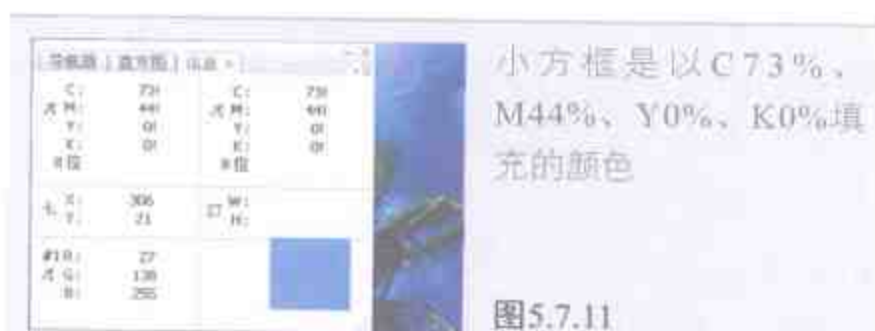 导航器 直方图 信息 ×
C: 73! C: 73!
M: 44! M: 44!
Y: 0! Y: 0!
K: 0! K: 0!
8位 8位
X: 306 W:
Y: 21 H:
#1R: 27
G: 138
B: 255
小方框是以C73%、
M44%、Y0%、K0%填
充的颜色
图5.7.11